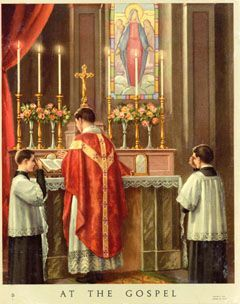 AT THE GOSPEL